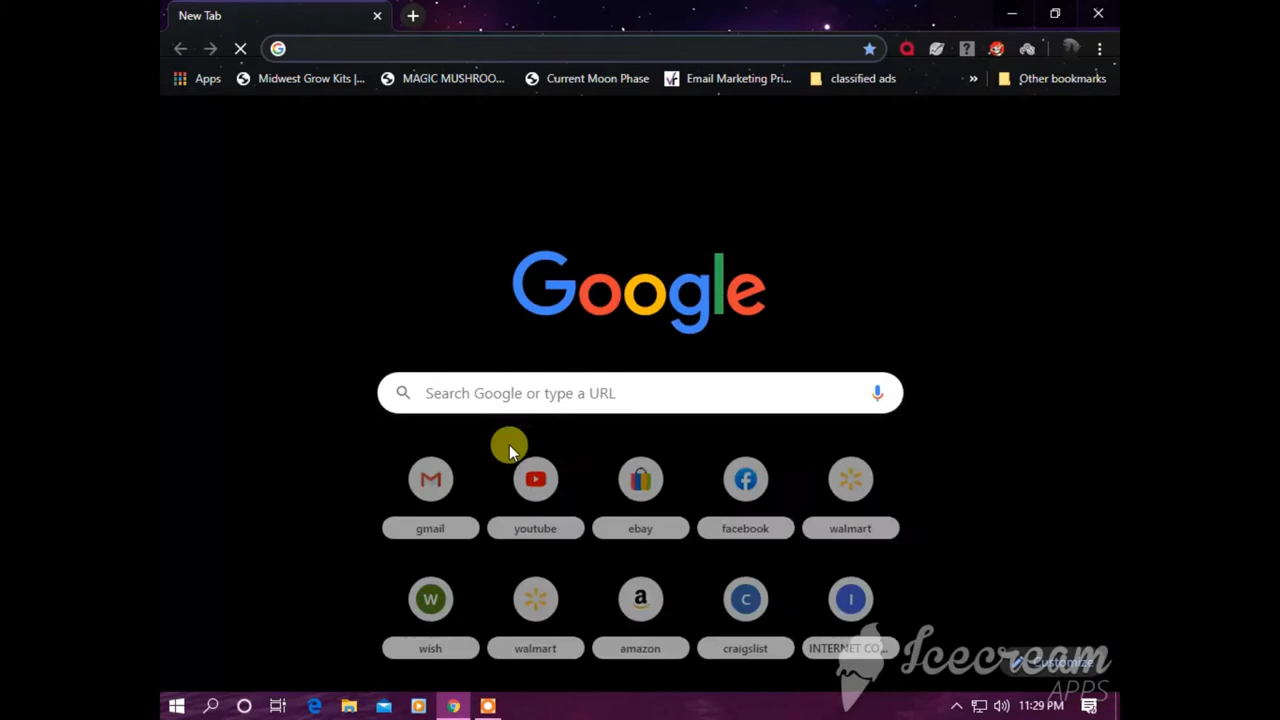 New Tab
Apps Midwest Grow Kits |... MAGIC MUSHROO... Current Moon Phase Email Marketing Pri... classified ads » Other bookmarks
Google
Search Google or type a URL
gmail youtube ebay facebook walmart
W C I
wish walmart amazon craigslist INTERNET CO...
Icecream
Customize
APPS
11:29 PM